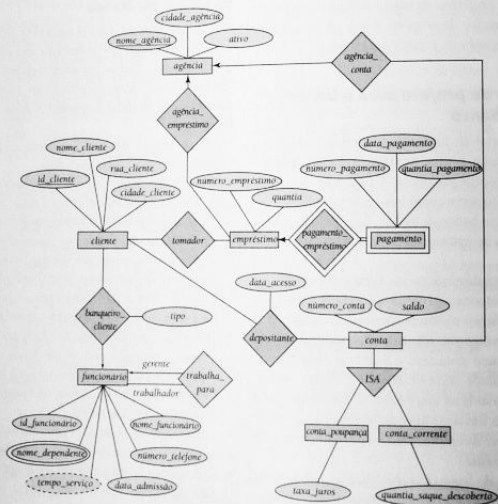 cidade_agência
nome_agência
ativo
agência
agência_
conta
agência_
empréstimo
nome_cliente
rua_cliente
id_cliente
cidade_cliente
data_pagamento
número_pagamento
quantia_pagamento
número_empréstimo
quantia
cliente
tomador
empréstimo
pagamento_
empréstimo
pagamento
data_acesso
número_conta
saldo
banqueiro_
cliente
tipo
depositante
conta
gerente
funcionário
trabalha_
para
trabalhador
ISA
id_funcionário
nome_funcionário
conta_poupança
conta_corrente
nome_dependente
número_telefone
tempo_serviço
data_admissão
taxa_juros
quantia_saque_descoberto